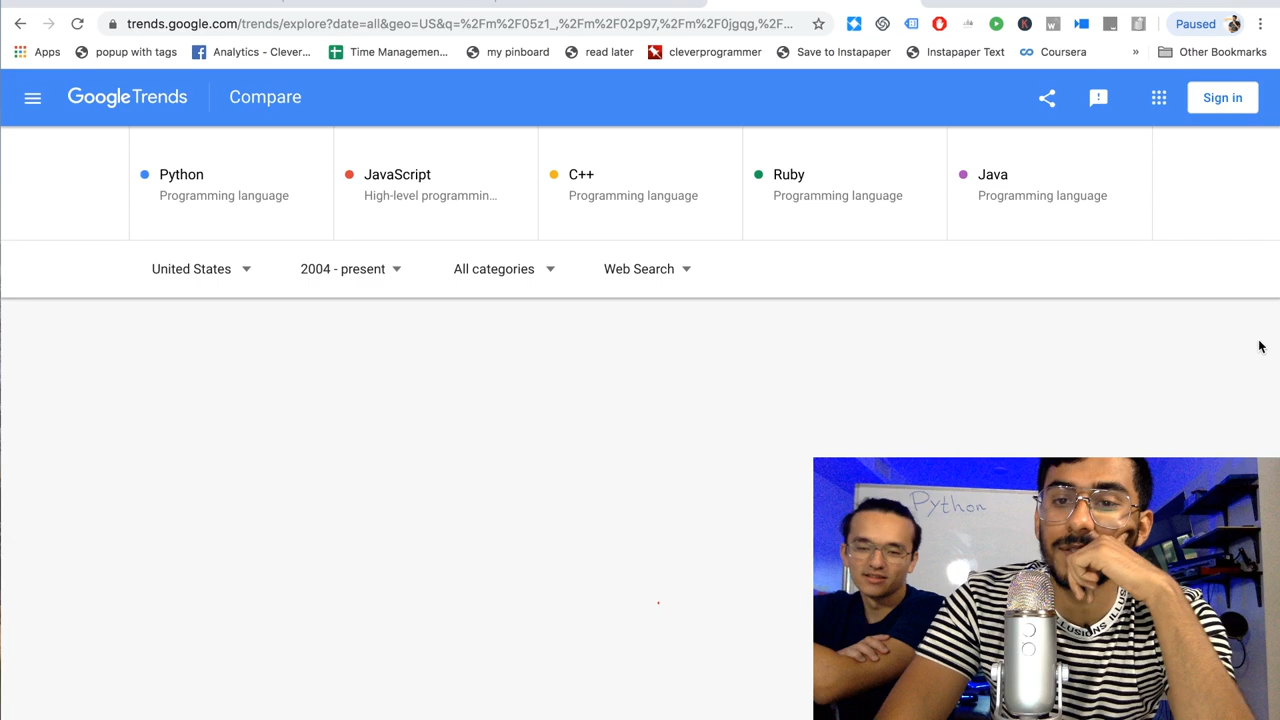 trends.google.com/trends/explore?date=all&geo=US&q=%2Fm%2F05z1_,%2Fm%2F02p97,%2Fm%2F0jgqg,%2F...
Paused
Apps
popup with tags
Analytics - Clever...
Time Managemen...
my pinboard
read later
cleverprogrammer
Save to Instapaper
Instapaper Text
Coursera
»
Other Bookmarks
Google Trends
Compare
Sign in
Python
Programming language
JavaScript
High-level programmin...
C++
Programming language
Ruby
Programming language
Java
Programming language
United States
2004 - present
All categories
Web Search
Python